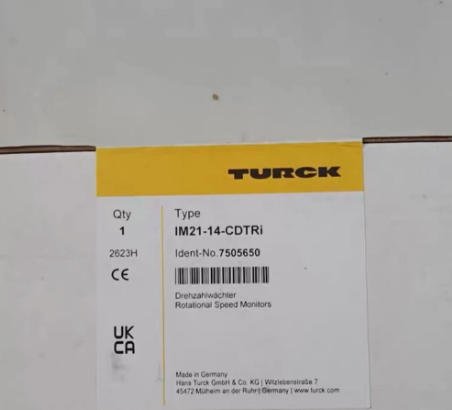 TURCK
Qty
1
2623H
CE
UK
CA
Type
IM21-14-CDTRi
Ident-No.7505650
Drehzahlwächter
Rotational Speed Monitors
Made in Germany
Hans Turck GmbH & Co. KG | Witzlebenstraße 7
45472 Mülheim an der Ruhr | Germany | www.turck.com